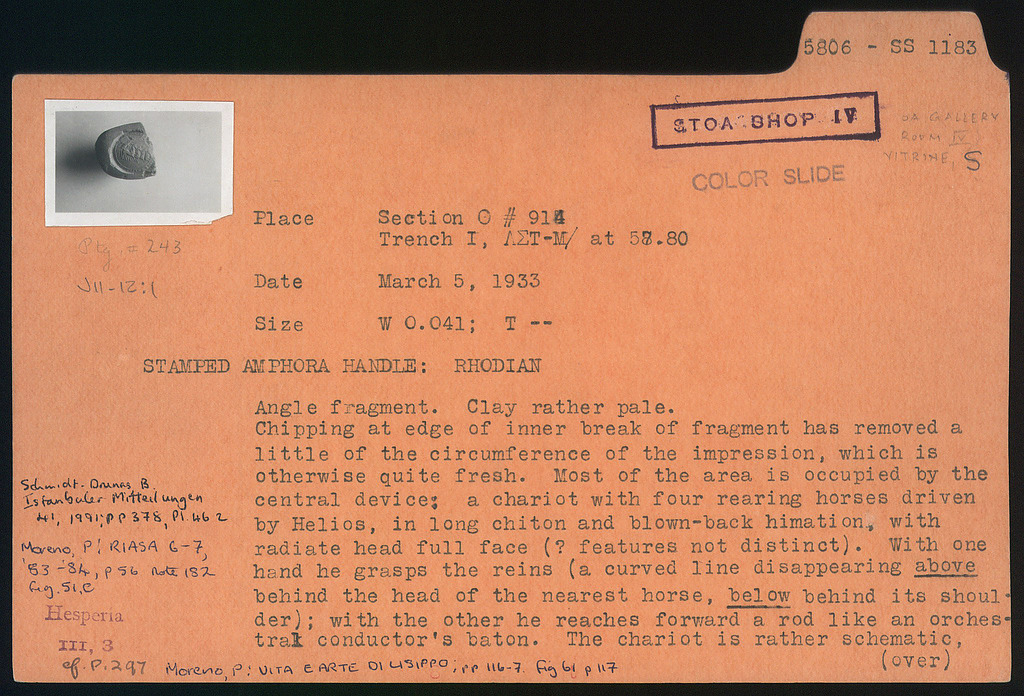 5806 - SS 1183
STOA SHOP IV
GALLERY
ROOM IV
VITRINE, S
COLOR SLIDE
Place Section O # 914
Trench I, ΛΣΤ-Μ/ at 58.80
Ptg. # 243
J11-12:1
Date March 5, 1933
Size W 0.041; T --
STAMPED AMPHORA HANDLE: RHODIAN
Angle fragment. Clay rather pale.
Chipping at edge of inner break of fragment has removed a
little of the circumference of the impression, which is
otherwise quite fresh. Most of the area is occupied by the
central device; a chariot with four rearing horses driven
by Helios, in long chiton and blown-back himation, with
radiate head full face (? features not distinct). With one
hand he grasps the reins (a curved line disappearing above
behind the head of the nearest horse, below behind its shoul-
der); with the other he reaches forward a rod like an orches-
tral conductor's baton. The chariot is rather schematic,
(over)
Schmidt-Dounas B.
Istanbuler Mitteilungen
41, 1991; pp 378, Pl. 46 2
Moreno, P: RIASA 6-7,
'83-'84, p 56 note 182
fig. 51, c
Hesperia
III, 3
cf. P. 297
Moreno, P: VITA E ARTE DI LISIPPO; pp 116-7. fig 61 p 117